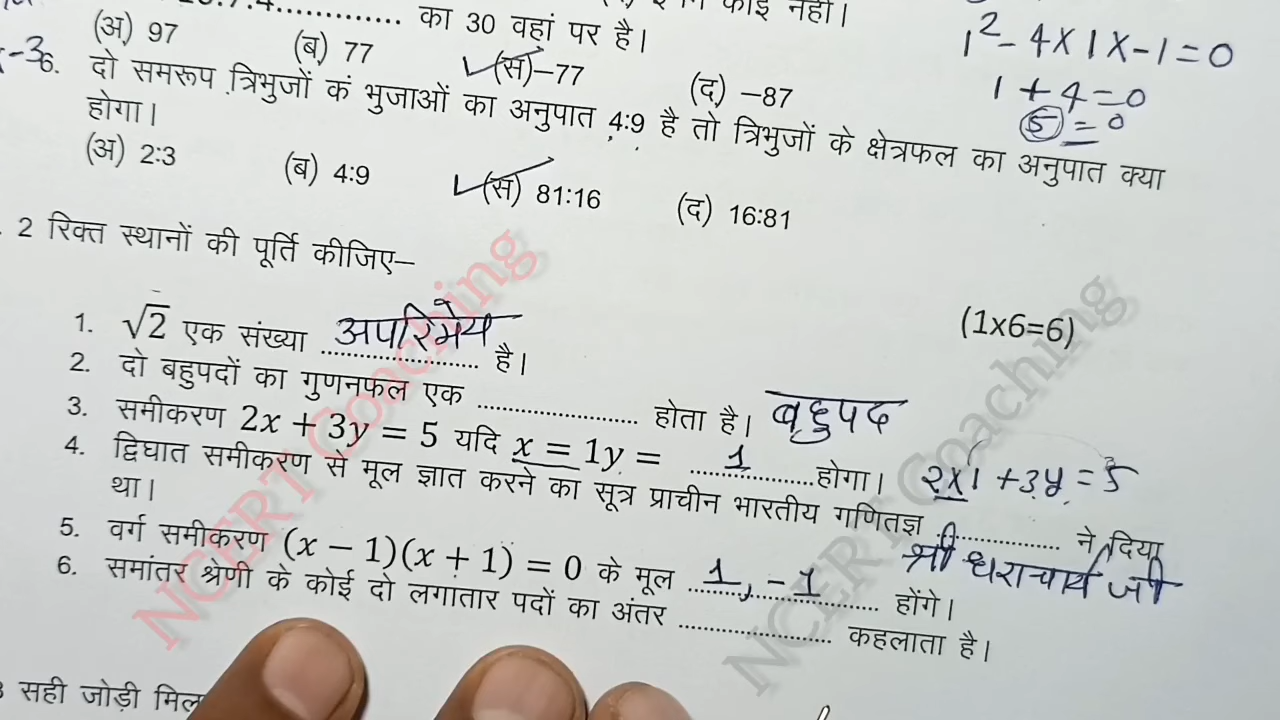 ............. का 30 वहां पर है।
(अ) 97 (ब) 77 (स) –77 (द) –87
6. दो समरूप त्रिभुजों कं भुजाओं का अनुपात 4:9 है तो त्रिभुजों के क्षेत्रफल का अनुपात क्या
होगा।
(अ) 2:3 (ब) 4:9 (स) 81:16 (द) 16:81
1² - 4 x 1 x - 1 = 0
1 + 4 = 0
5 = 0
2 रिक्त स्थानों की पूर्ति कीजिए–
(1x6=6)
1. √2 एक संख्या अपरिमेय है।
2. दो बहुपदों का गुणनफल एक .................... होता है। बहुपद
3. समीकरण 2x + 3y = 5 यदि x = 1y = 1 होगा। 2x1 + 3y = 5
4. द्विघात समीकरण से मूल ज्ञात करने का सूत्र प्राचीन भारतीय गणितज्ञ ................ ने दिया
था।
श्री धराचार्य जी
5. वर्ग समीकरण (x − 1)(x + 1) = 0 के मूल 1, -1 होंगे।
6. समांतर श्रेणी के कोई दो लगातार पदों का अंतर ................... कहलाता है।
सही जोड़ी
NCERT Coaching
NCERT Coaching